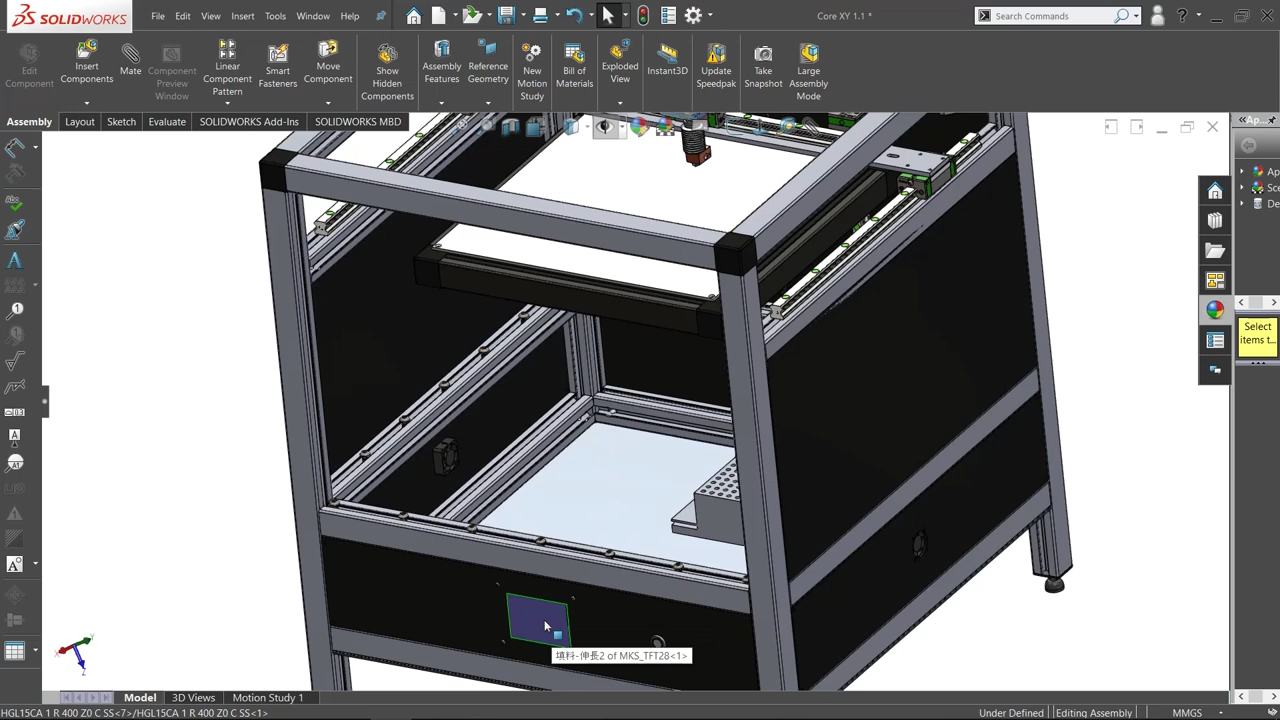 SOLIDWORKS
File Edit View Insert Tools Window Help
Core XY 1.1 *
Search Commands
Edit Component
Insert Components
Mate
Component Preview Window
Linear Component Pattern
Smart Fasteners
Move Component
Show Hidden Components
Assembly Features
Reference Geometry
New Motion Study
Bill of Materials
Exploded View
Instant3D
Update Speedpak
Take Snapshot
Large Assembly Mode
Assembly Layout Sketch Evaluate SOLIDWORKS Add-Ins SOLIDWORKS MBD
Ap
Sce
De
Select
items t...
填料-伸長2 of MKS_TFT28<1>
Model 3D Views Motion Study 1
HGL15CA 1 R 400 Z0 C SS<7>/HGL15CA 1 R 400 Z0 C SS<1>
Under Defined Editing Assembly MMGS